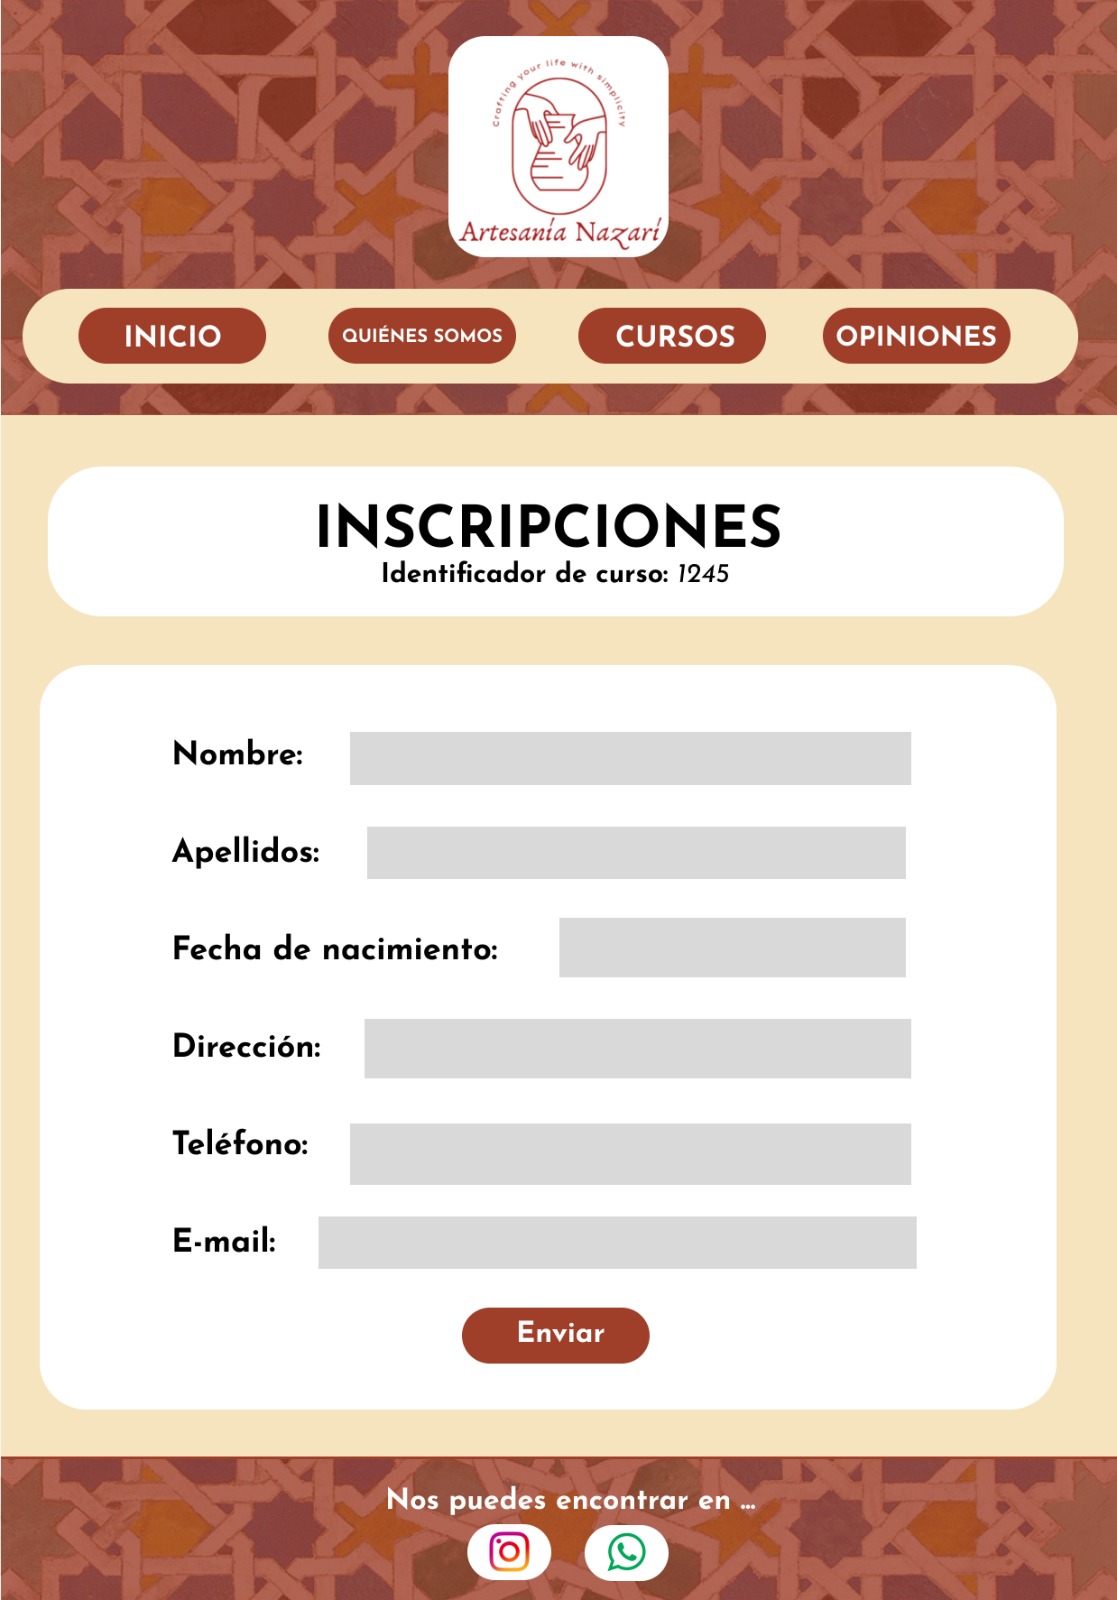 Crafting your life with simplicity
Artesanía Nazarí
INICIO
QUIÉNES SOMOS
CURSOS
OPINIONES
INSCRIPCIONES
Identificador de curso: 1245
Nombre:
Apellidos:
Fecha de nacimiento:
Dirección:
Teléfono:
E-mail:
Enviar
Nos puedes encontrar en ...